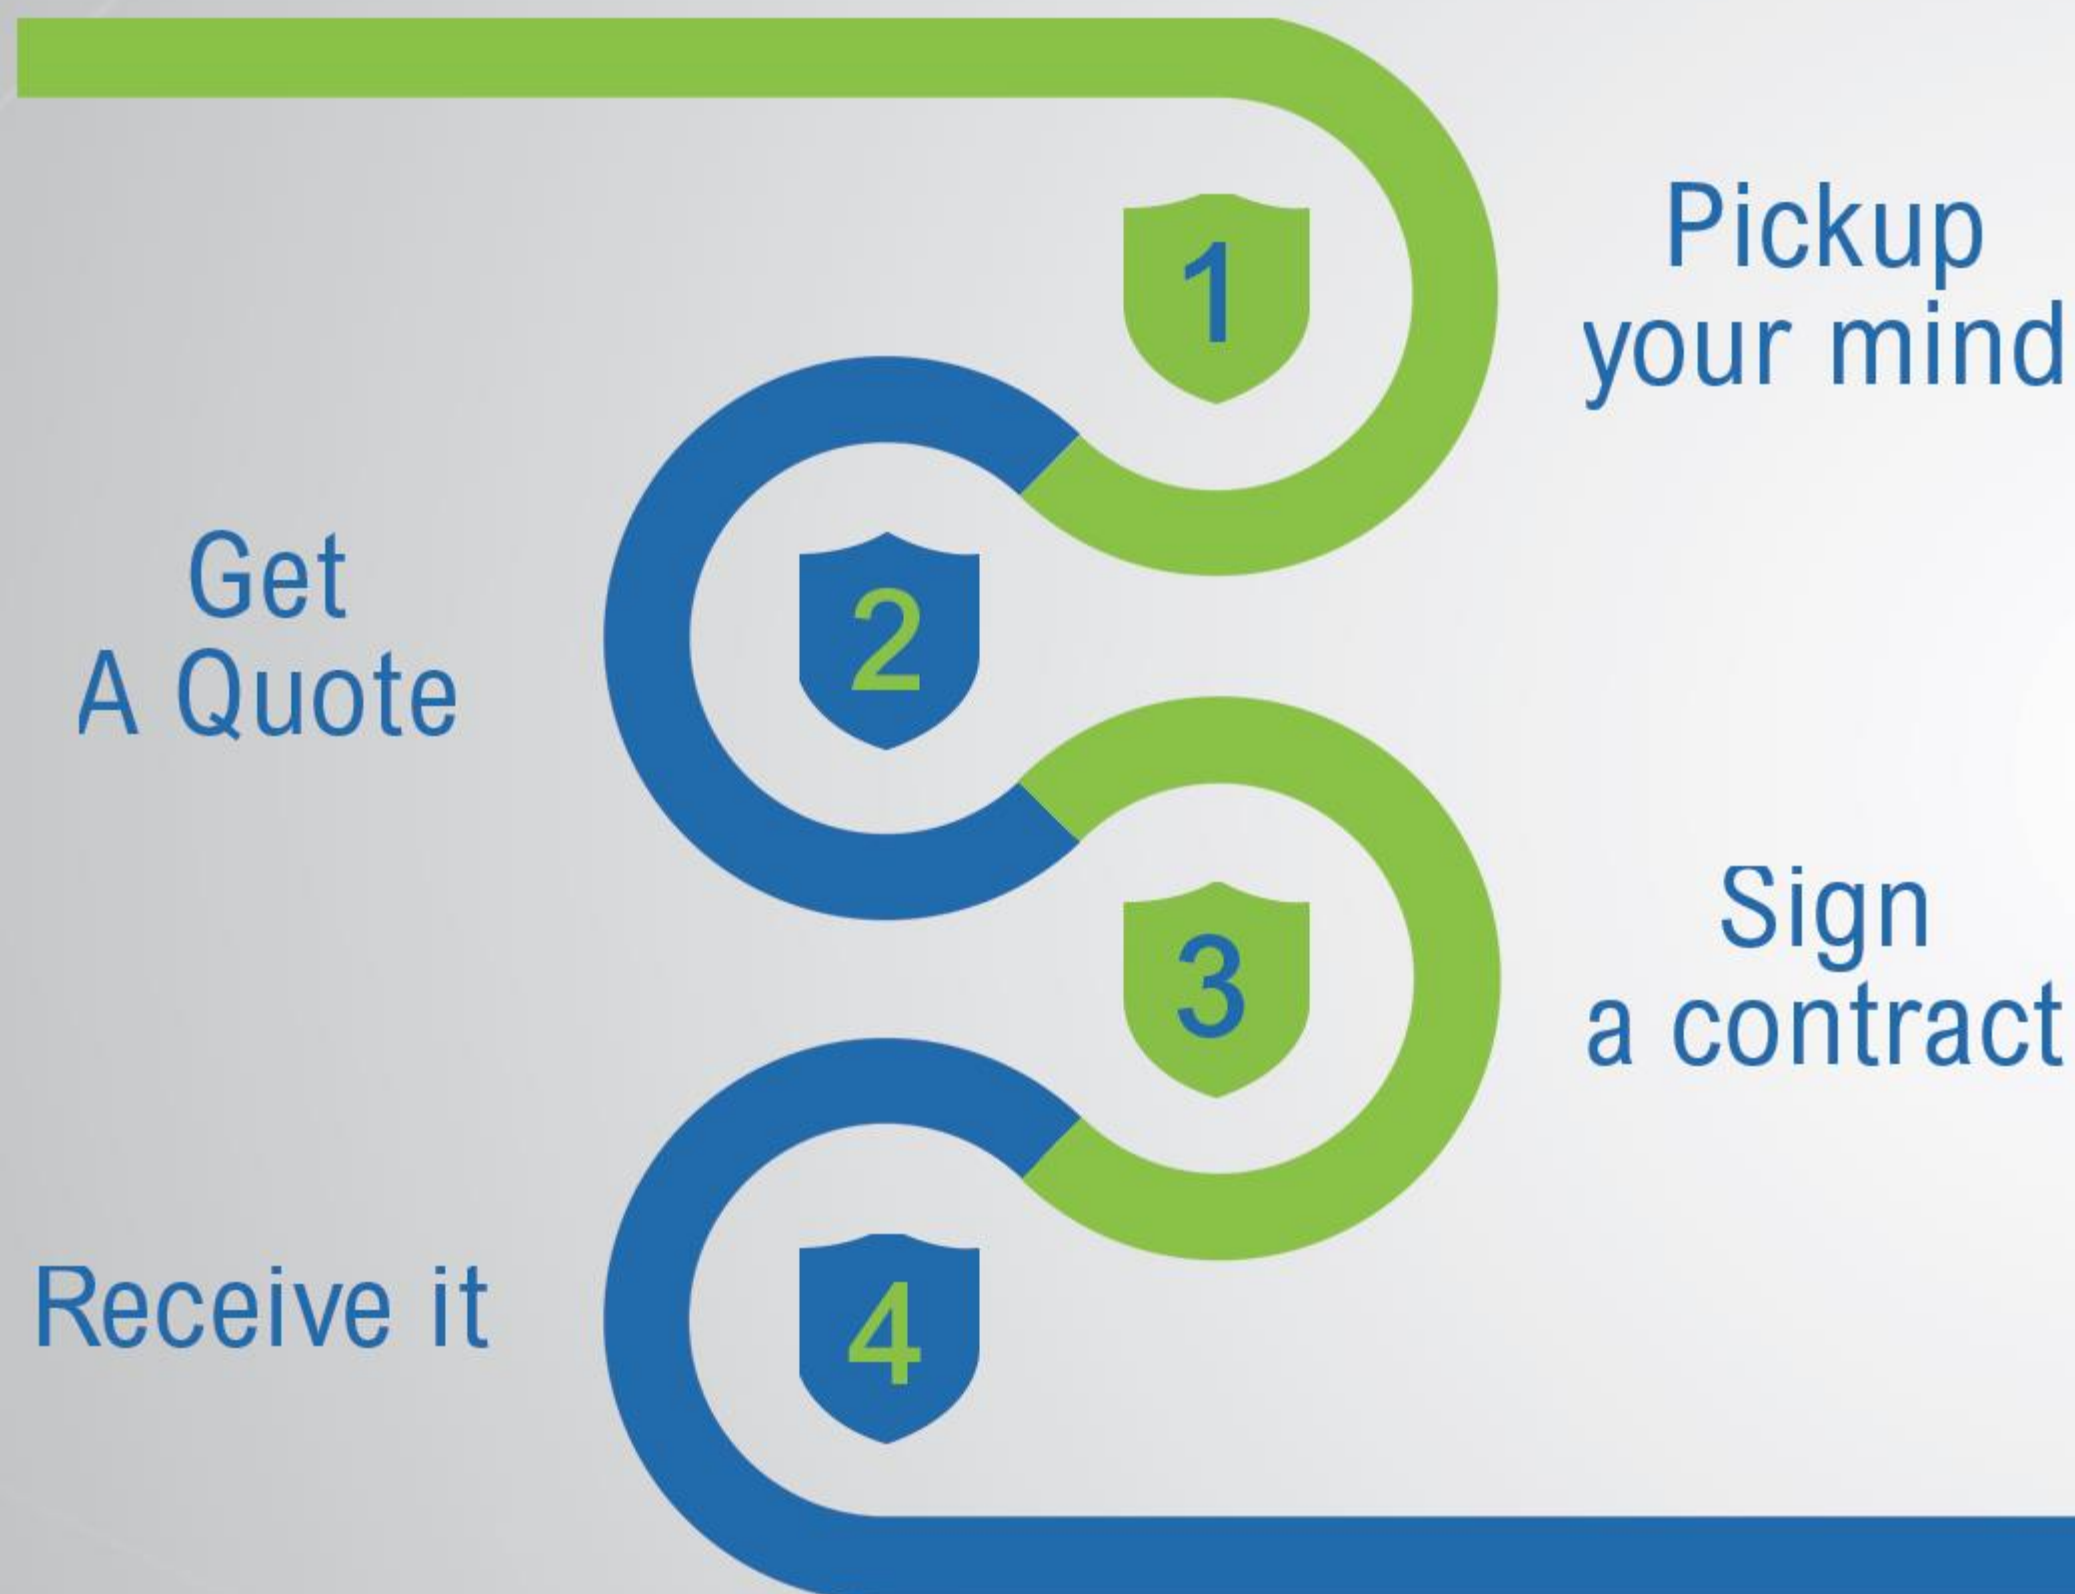 1
Pickup
your mind
Get
A Quote
2
3
Sign
a contract
Receive it
4